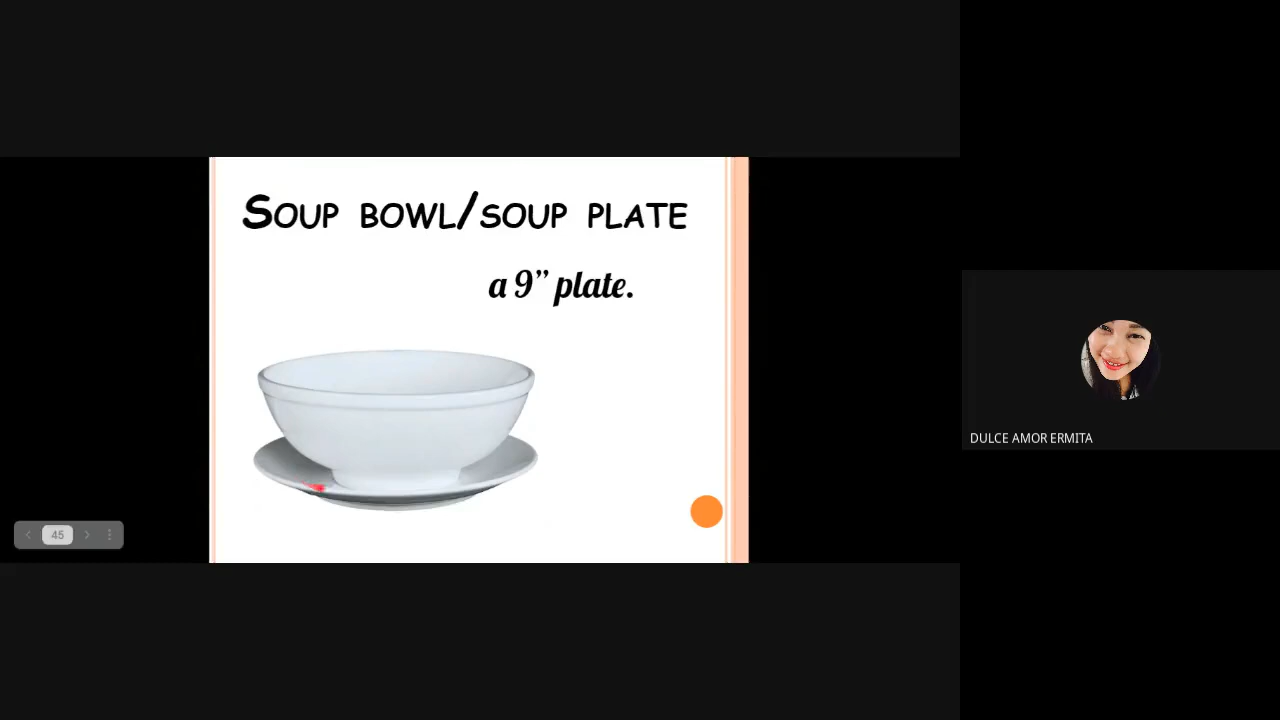 Soup bowl/soup plate
a 9” plate.
DULCE AMOR ERMITA
45